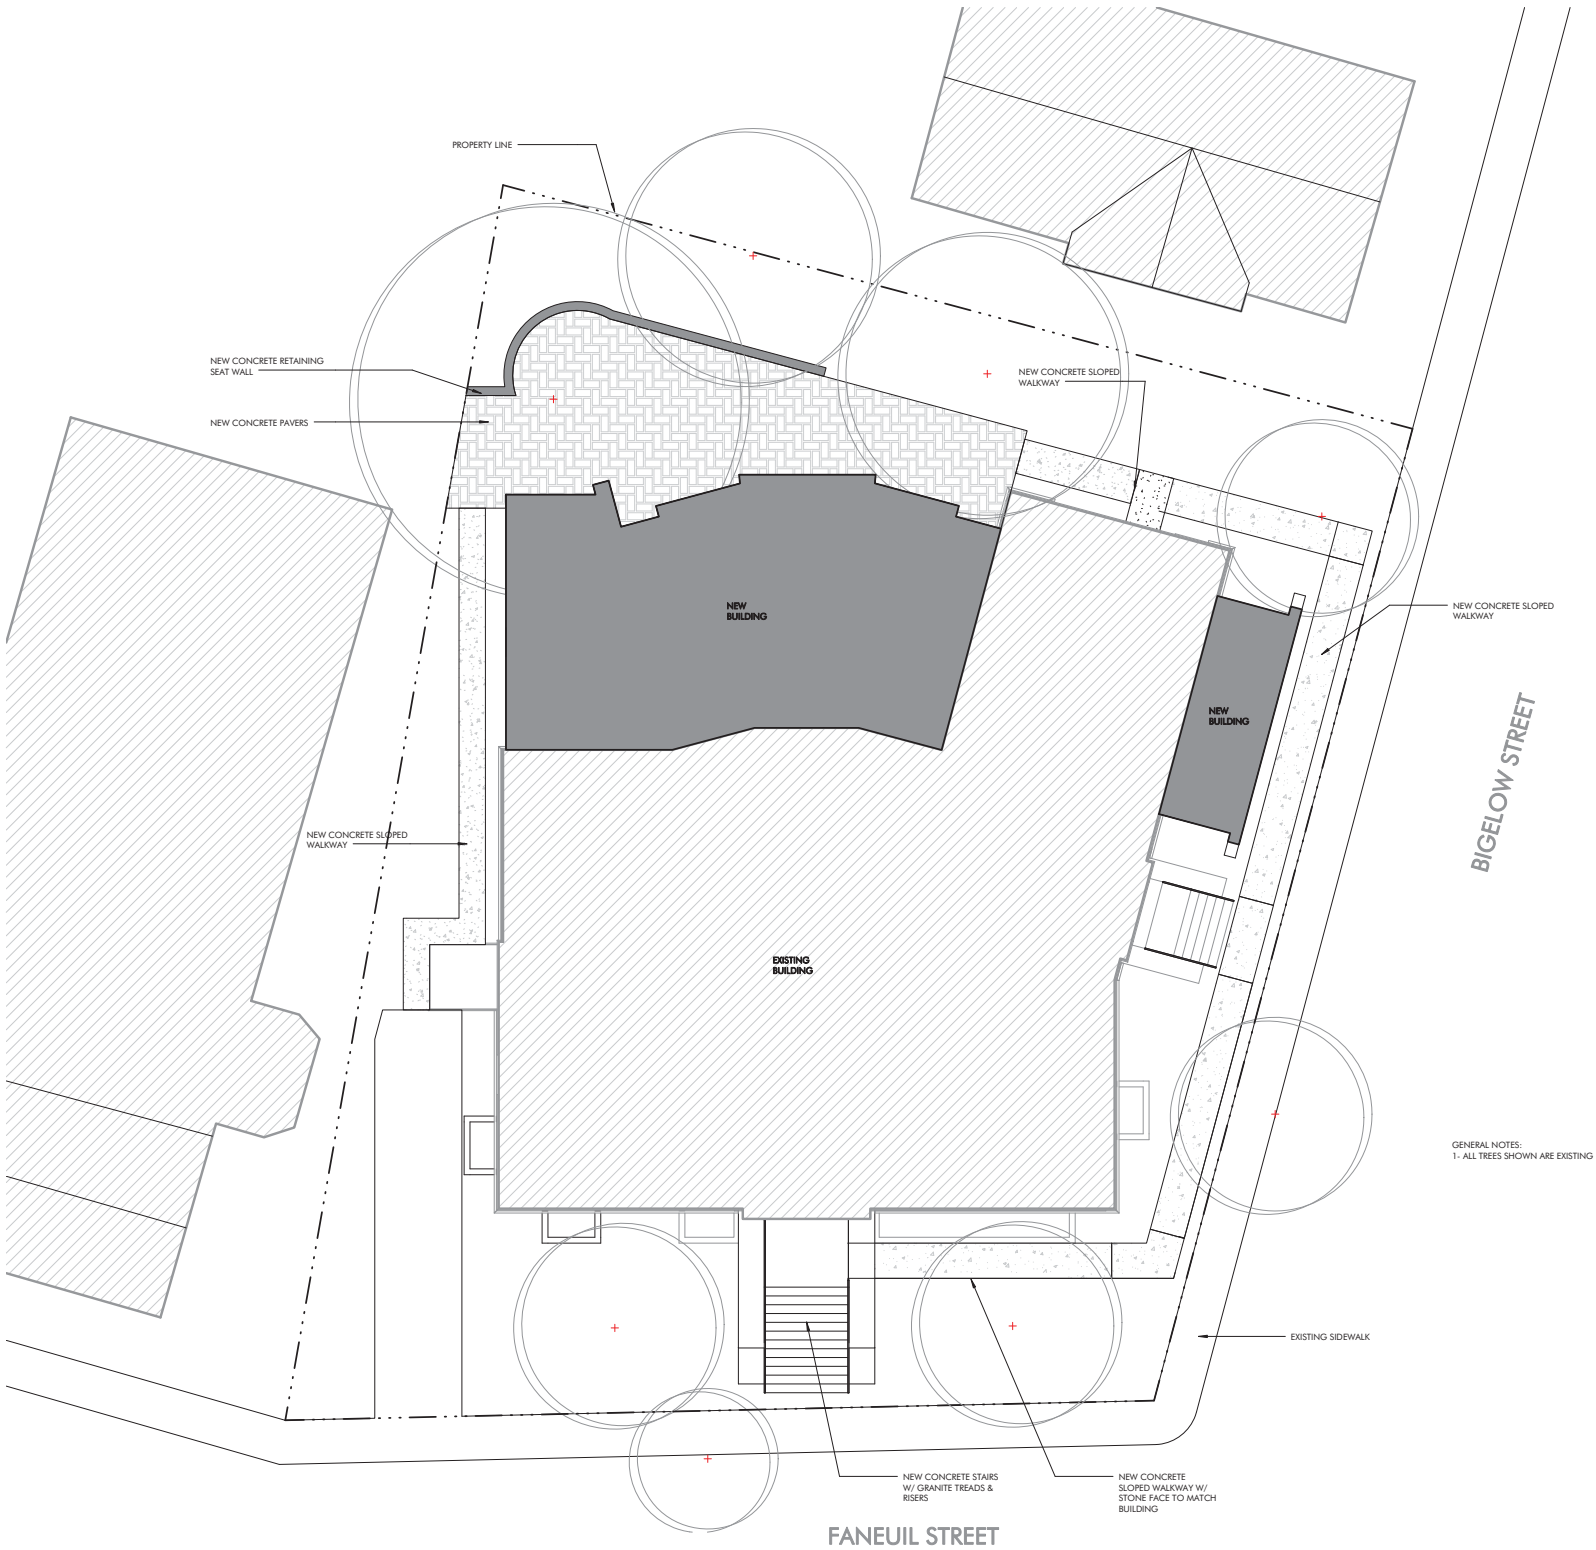 PROPERTY LINE
NEW CONCRETE RETAINING
SEAT WALL
NEW CONCRETE SLOPED
WALKWAY
NEW CONCRETE PAVERS
NEW
BUILDING
NEW CONCRETE SLOPED
WALKWAY
NEW
BUILDING
BIGELOW STREET
NEW CONCRETE SLOPED
WALKWAY
EXISTING
BUILDING
GENERAL NOTES:
1- ALL TREES SHOWN ARE EXISTING
EXISTING SIDEWALK
NEW CONCRETE STAIRS
W/ GRANITE TREADS &
RISERS
NEW CONCRETE
SLOPED WALKWAY W/
STONE FACE TO MATCH
BUILDING
FANEUIL STREET